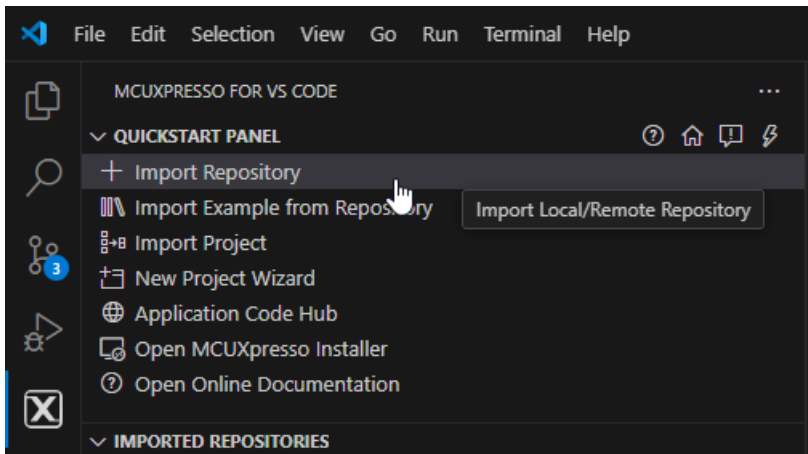 File Edit Selection View Go Run Terminal Help
MCUXPRESSO FOR VS CODE
QUICKSTART PANEL
Import Repository
Import Example from Repository
Import Local/Remote Repository
Import Project
3
New Project Wizard
Application Code Hub
Open MCUXpresso Installer
Open Online Documentation
IMPORTED REPOSITORIES